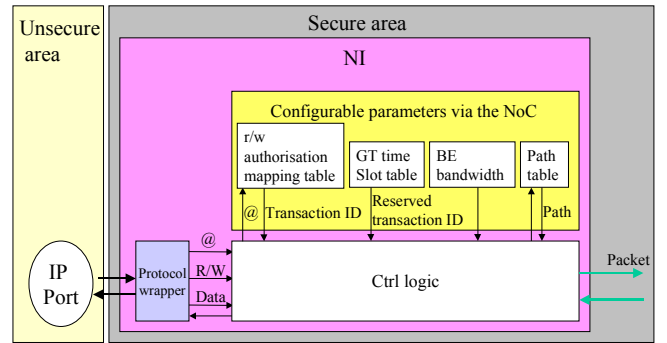 Unsecure
area
Secure area
NI
Configurable parameters via the NoC
r/w
authorisation
mapping table
GT time
Slot table
BE
bandwidth
Path
table
@
Transaction ID
Reserved
transaction ID
Path
IP
Port
Protocol
wrapper
@
R/W
Data
Ctrl logic
Packet